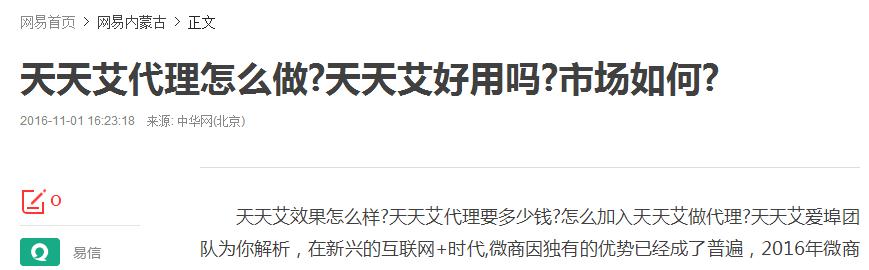 网易首页 > 网易内蒙古 > 正文
天天艾代理怎么做?天天艾好用吗?市场如何?
2016-11-01 16:23:18 来源: 中华网(北京)
0
天天艾效果怎么样?天天艾代理要多少钱?怎么加入天天艾做代理?天天艾爱埠团
易信
队为你解析，在新兴的互联网+时代,微商因独有的优势已经成了普遍，2016年微商